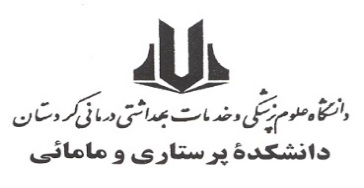 دانشگاه علوم پزشکی و خدمات بهداشتی درمانی کردستان
دانشکدهٔ پرستاری و مامائی